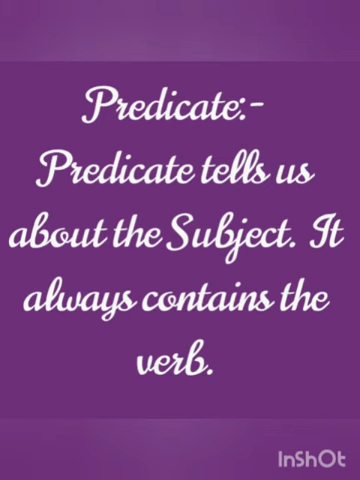 Predicate:-
Predicate tells us
about the Subject. It
always contains the
verb.
InShOt